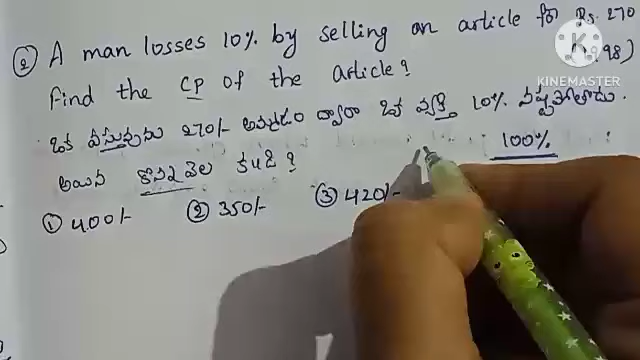 ② A man losses 10% by selling an article for Rs. 270
Find the CP of the article?
ఒక వస్తువును 270/- అమ్మడం ద్వారా ఒక వ్యక్తి 10% నష్టపోతాడు.
అయిన కొన్న వెల కనుక్కో? 100%
① 400/- ② 350/- ③ 420/-
KINEMASTER